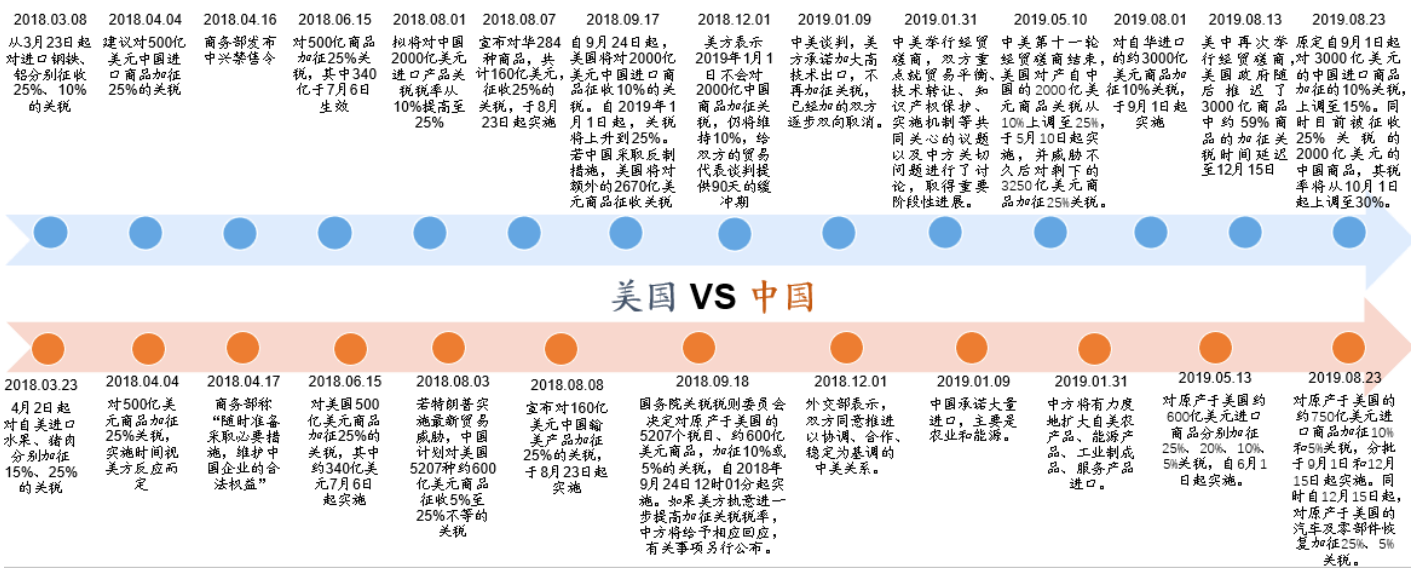 2018.03.08
从3月23日起
对进口钢铁、
铝分别征收
25%、10%
的关税
2018.04.04
建议对500亿
美元中国进
口商品加征
25%的关税
2018.04.16
商务部发布
中兴禁售令
2018.06.15
对500亿商品
加征25%关
税，其中340
亿于7月6日
生效
2018.08.01
拟将对中国
2000亿美元
进口产品关
税税率从
10%提高至
25%
2018.08.07
宣布对华284
种商品，共
计160亿美元，
征收25%的
关税，于8月
23日起实施
2018.09.17
自9月24日起，
美国将对2000亿
美元中国进口商
品征收10%的关
税。自2019年1
月1日起，关税
将上升到25%。
若中国采取反制
措施，美国将对
额外的2670亿美
元商品征收关税
2018.12.01
美方表示
2019年1月1
日不会对
2000亿中国
商品加征关
税，仍将维
持10%，给
双方的贸易
代表谈判提
供90天的缓
冲期
2019.01.09
中美谈判，美
方承诺加大高
技术出口，不
再加征关税，
已经加的双方
逐步双向取消。
2019.01.31
中美举行经贸
磋商，双方重
点就贸易平衡、
技术转让、知
识产权保护、
实施机制等共
同关心的议题
以及中方关切
问题进行了讨
论，取得重要
阶段性进展。
2019.05.10
中美第十一轮
经贸磋商结束，
美国对产自中
国的2000亿美
元商品关税从
10%上调至25%，
于5月10日起实
施，并威胁不
久后对剩下的
3250亿美元商
品加征25%关税。
2019.08.01
对自华进口
的约3000亿
美元商品加
征10%关税，
于9月1日起
实施
2019.08.13
美中再次举
行经贸磋商，
美国政府随
后推迟了
3000亿商品
中约59%商
品的加征关
税时间延迟
至12月15日
2019.08.23
原定自9月1日起
对3000亿美元
的中国进口商品
加征的10%关税，
上调至15%。同
时目前被征收
25%关税的
2000亿美元的
中国商品，其税
率将从10月1日
起上调至30%。
美国 VS 中国
2018.03.23
4月2日起
对自美进口
水果、猪肉
分别加征
15%、25%
的关税
2018.04.04
对500亿美
元商品加征
25%关税，
实施时间视
美方反应而
定
2018.04.17
商务部称
“随时准备
采取必要措
施，维护中
国企业的合
法权益”
2018.06.15
对美国500
亿美元商品
加征25%的
关税，其中
约340亿美
元7月6日
起实施
2018.08.03
若特朗普实
施最新贸易
威胁，中国
计划对美国
5207种约600
亿美元商品
征收5%至
25%不等的
关税
2018.08.08
宣布对160亿
美元中国输
美产品加征
25%的关税，
于8月23日起
实施
2018.09.18
国务院关税税则委员会
决定对原产于美国的
5207个税目、约600亿
美元商品，加征10%或
5%的关税，自2018年
9月24日12时01分起实
施。如果美方执意进一
步提高加征关税税率，
中方将给予相应回应，
有关事项另行公布。
2018.12.01
外交部表示，
双方同意推进
以协调、合作、
稳定为基调的
中美关系。
2019.01.09
中国承诺大量
进口，主要是
农业和能源。
2019.01.31
中方将有力度
地扩大自美农
产品、能源产
品、工业制成
品、服务产品
进口。
2019.05.13
对原产于美国约
600亿美元进口
商品分别加征
25%、20%、10%、
5%关税，自6月1
日起实施。
2019.08.23
对原产于美国的
约750亿美元进
口商品加征10%
和5%关税，分批
于9月1日和12月
15日起实施。同
时自12月15日起，
对原产于美国的
汽车及零部件恢
复加征25%、5%
关税。